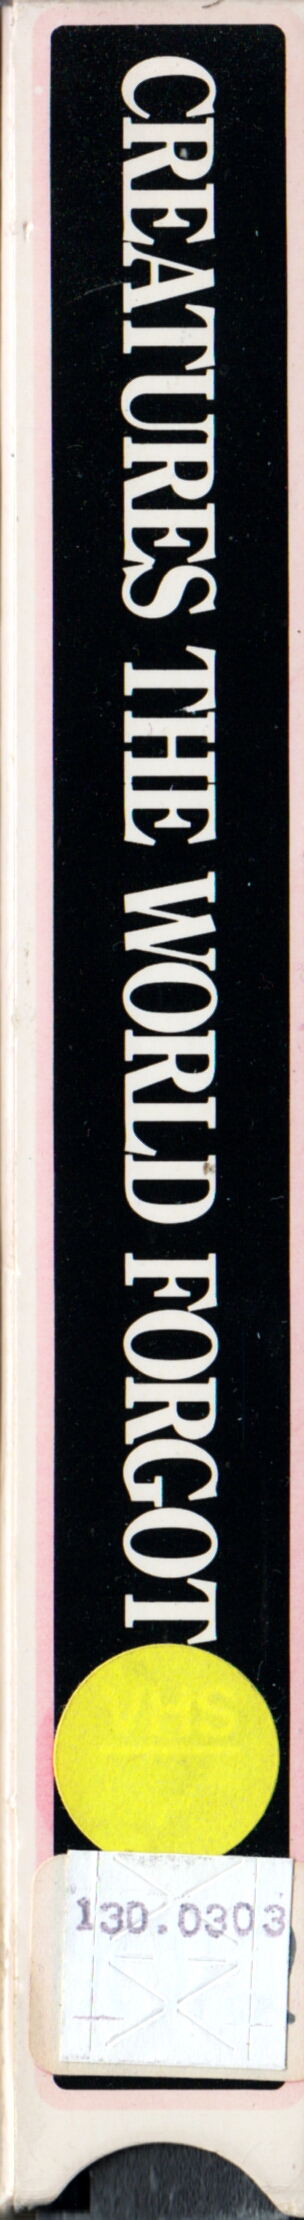 CREATURES THE WORLD FORGOT
VHS
130.0303